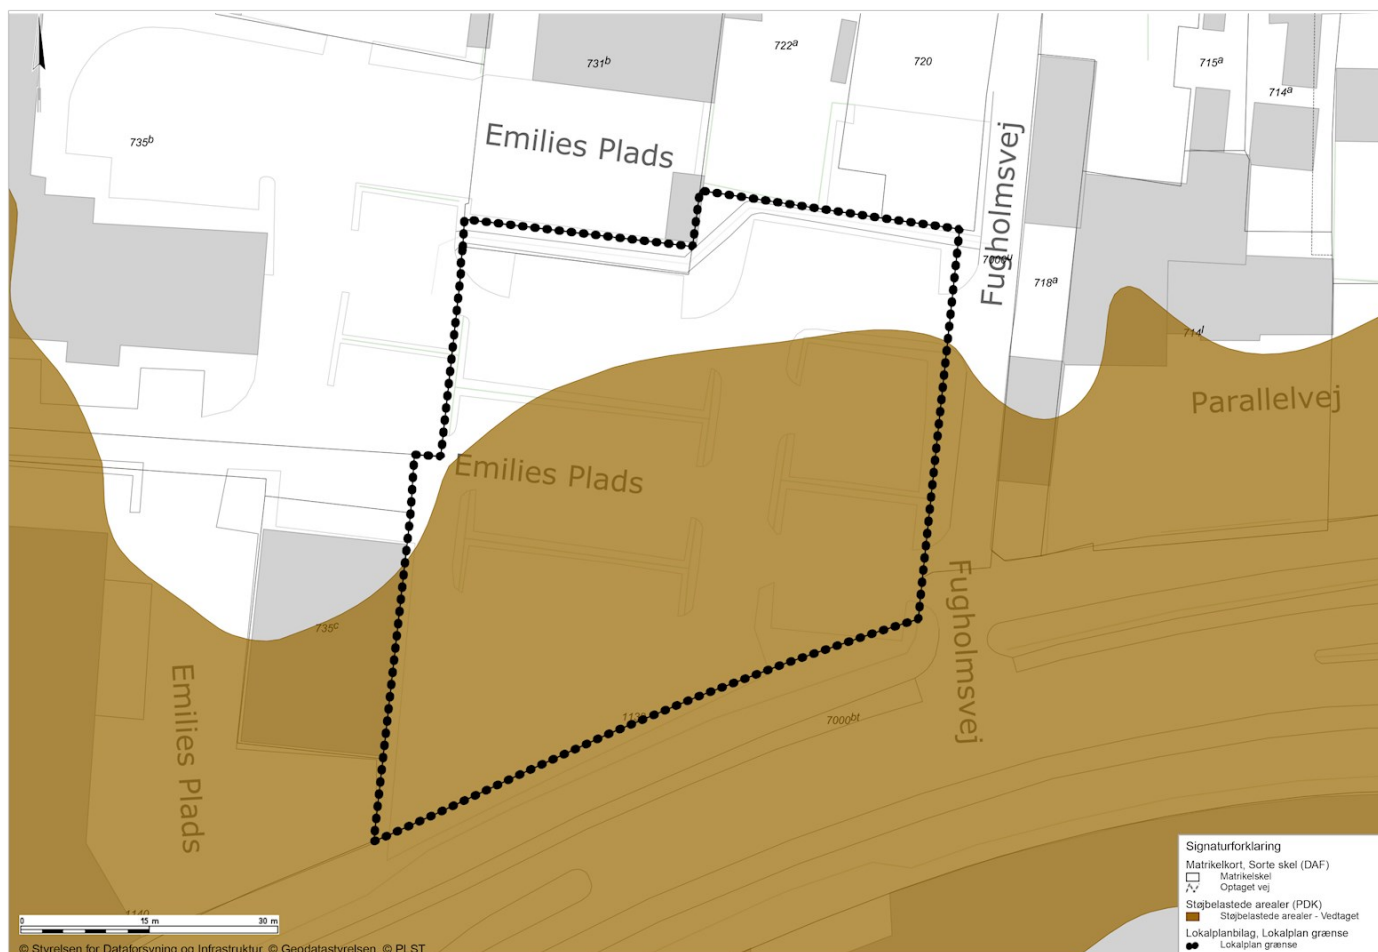 722ᵃ
731ᵇ
720
715ᵃ
714ᵃ
735ᵇ
Emilies Plads
Fugholmsvej
718ᵃ
714ˡ
Parallelvej
Emilies Plads
735ᶜ
Fugholmsvej
Emilies Plads
7000ᵇᵗ
1140
0 15 m 30 m
© Styrelsen for Dataforsyning og Infrastruktur, © Geodatastyrelsen, © PLST
Signaturforklaring
Matrikelkort, Sorte skel (DAF)
Matrikelskel
Optaget vej
Støjbelastede arealer (PDK)
Støjbelastede arealer - Vedtaget
Lokalplanbilag, Lokalplan grænse
Lokalplan grænse